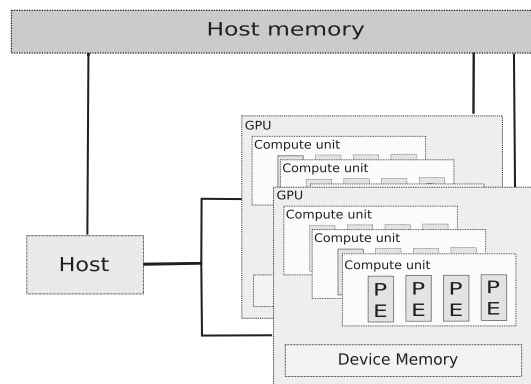 Host memory
GPU
Compute unit
Compute unit
GPU
Compute unit
Compute unit
Host
Compute unit
P P P P
E E E E
Device Memory